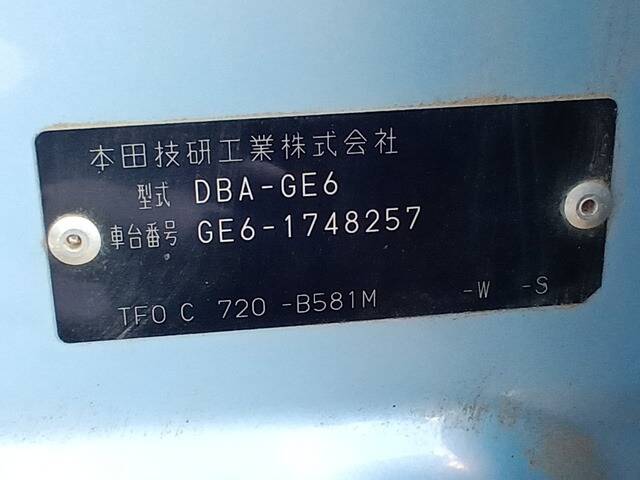 本田技研工業株式会社
型式 DBA-GE6
車台番号 GE6-1748257
TF0 C 720 -B581M -W -S